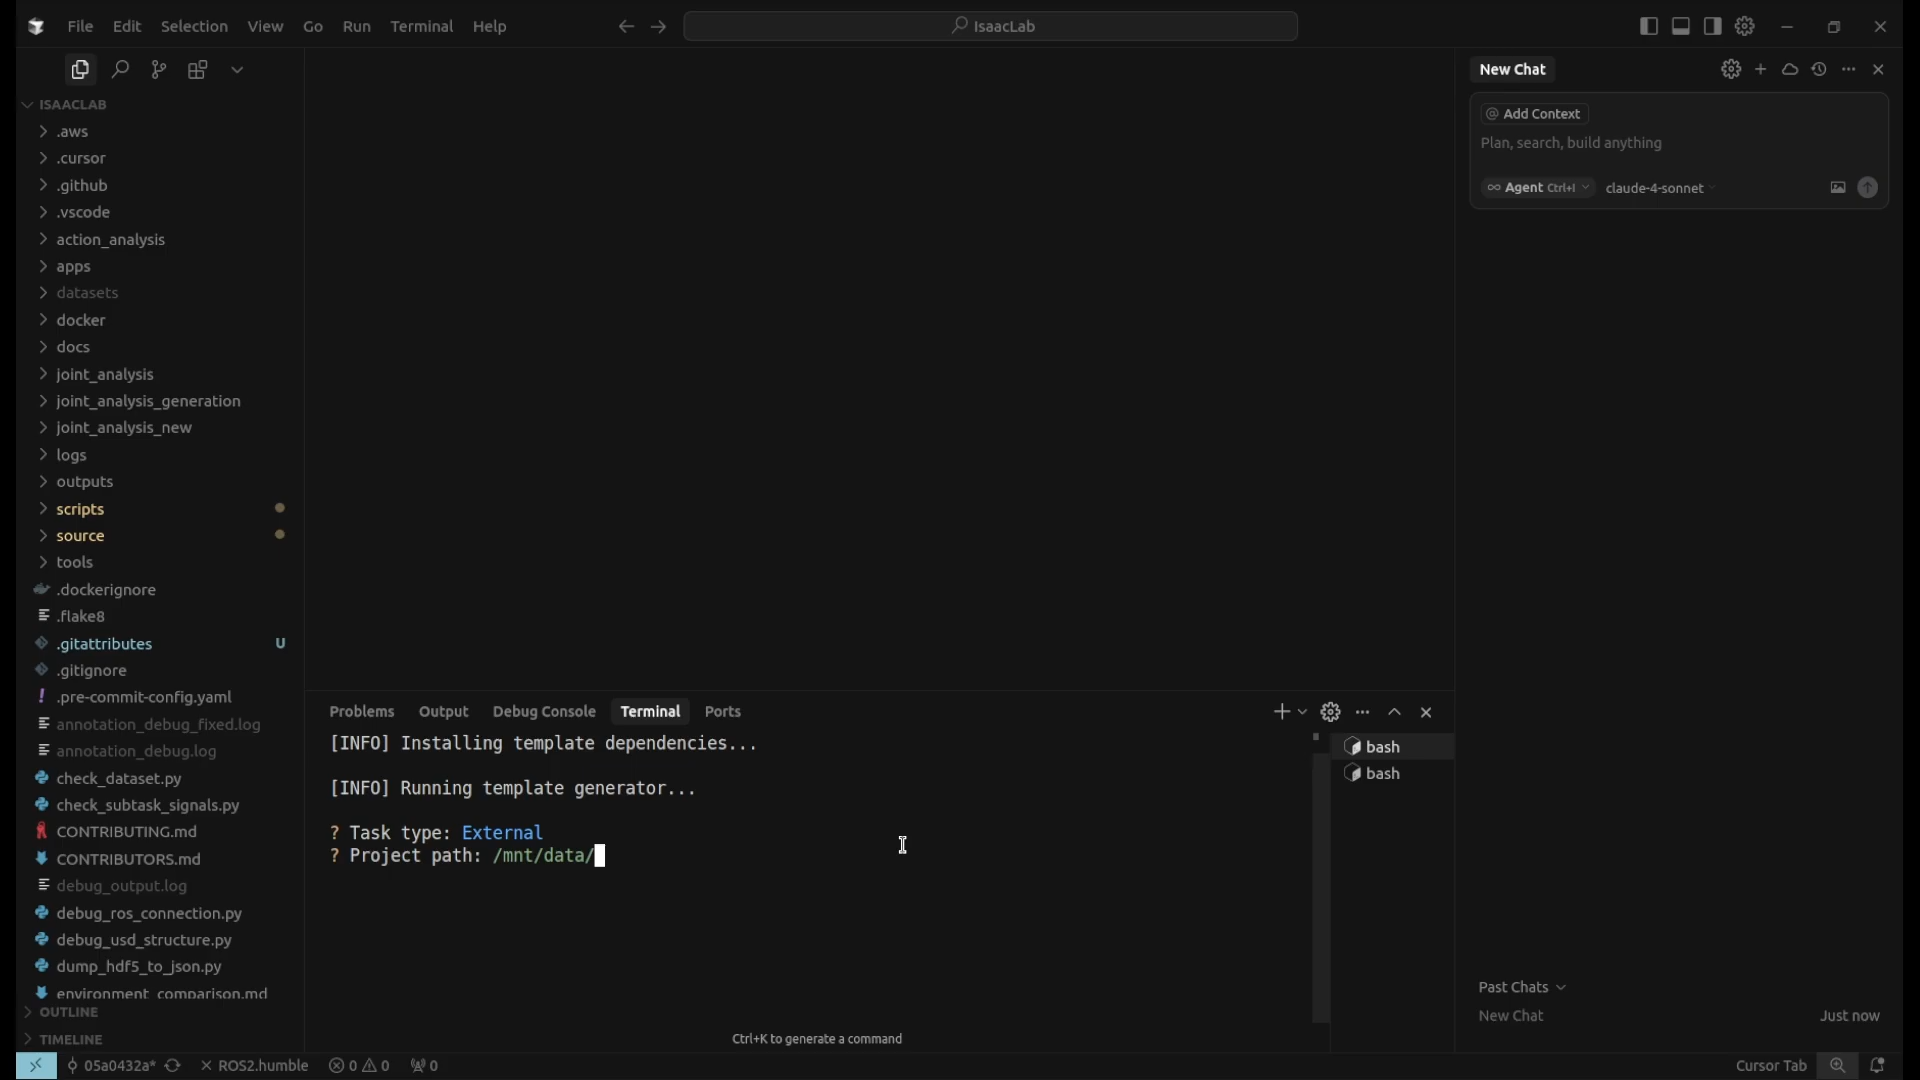 File Edit Selection View Go Run Terminal Help
IsaacLab
ISAACLAB
.aws
.cursor
.github
.vscode
action_analysis
apps
datasets
docker
docs
joint_analysis
joint_analysis_generation
joint_analysis_new
logs
outputs
scripts
source
tools
.dockerignore
.flake8
.gitattributes U
.gitignore
! .pre-commit-config.yaml
annotation_debug_fixed.log
annotation_debug.log
check_dataset.py
check_subtask_signals.py
CONTRIBUTING.md
CONTRIBUTORS.md
debug_output.log
debug_ros_connection.py
debug_usd_structure.py
dump_hdf5_to_json.py
environment_comparison.md
OUTLINE
TIMELINE
Problems Output Debug Console Terminal Ports
[INFO] Installing template dependencies...
[INFO] Running template generator...
? Task type: External
? Project path: /mnt/data/
Ctrl+K to generate a command
bash
bash
New Chat
@ Add Context
Plan, search, build anything
Agent Ctrl+I claude-4-sonnet
Past Chats
New Chat Just now
05a0432a* ROS2.humble 0 0 0
Cursor Tab